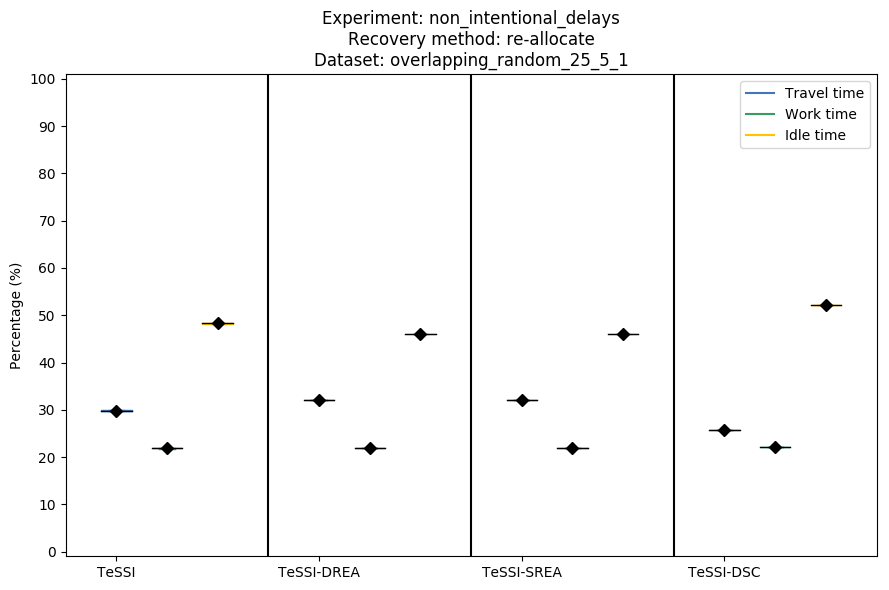 Experiment: non_intentional_delays
Recovery method: re-allocate
Dataset: overlapping_random_25_5_1
Percentage (%)
100
90
80
70
60
50
40
30
20
10
0
Travel time
Work time
Idle time
TeSSI
TeSSI-DREA
TeSSI-SREA
TeSSI-DSC